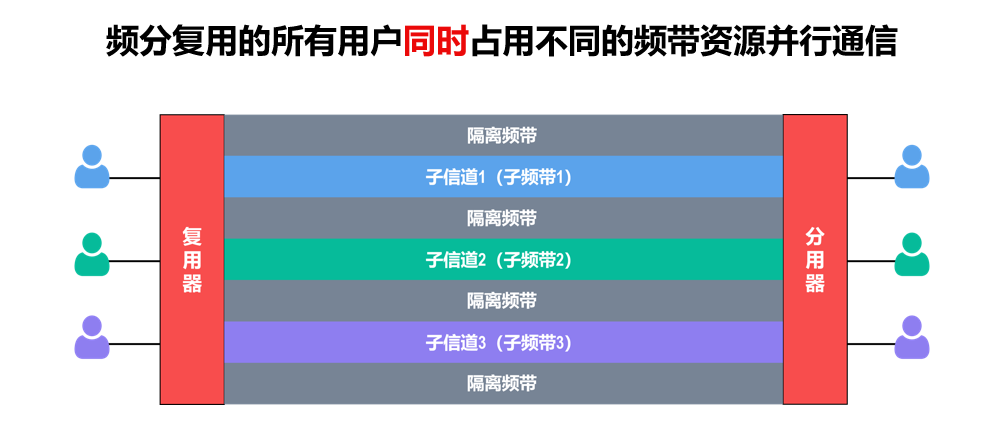 频分复用的所有用户同时占用不同的频带资源并行通信
隔离频带
子信道1（子频带1）
隔离频带
子信道2（子频带2）
隔离频带
子信道3（子频带3）
隔离频带
复
用
器
分
用
器